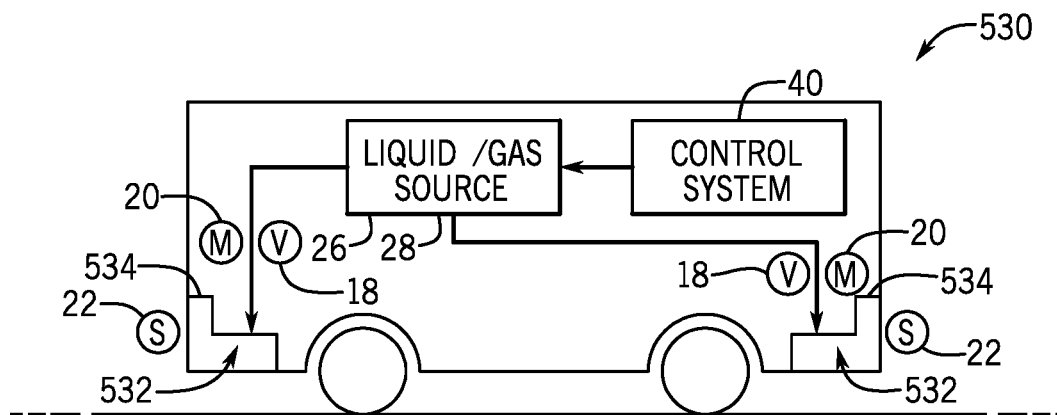 530
40
LIQUID /GAS
SOURCE
CONTROL
SYSTEM
20
M
V
26
28
18
534
22
S
532
18
V
M
20
534
S
22
532